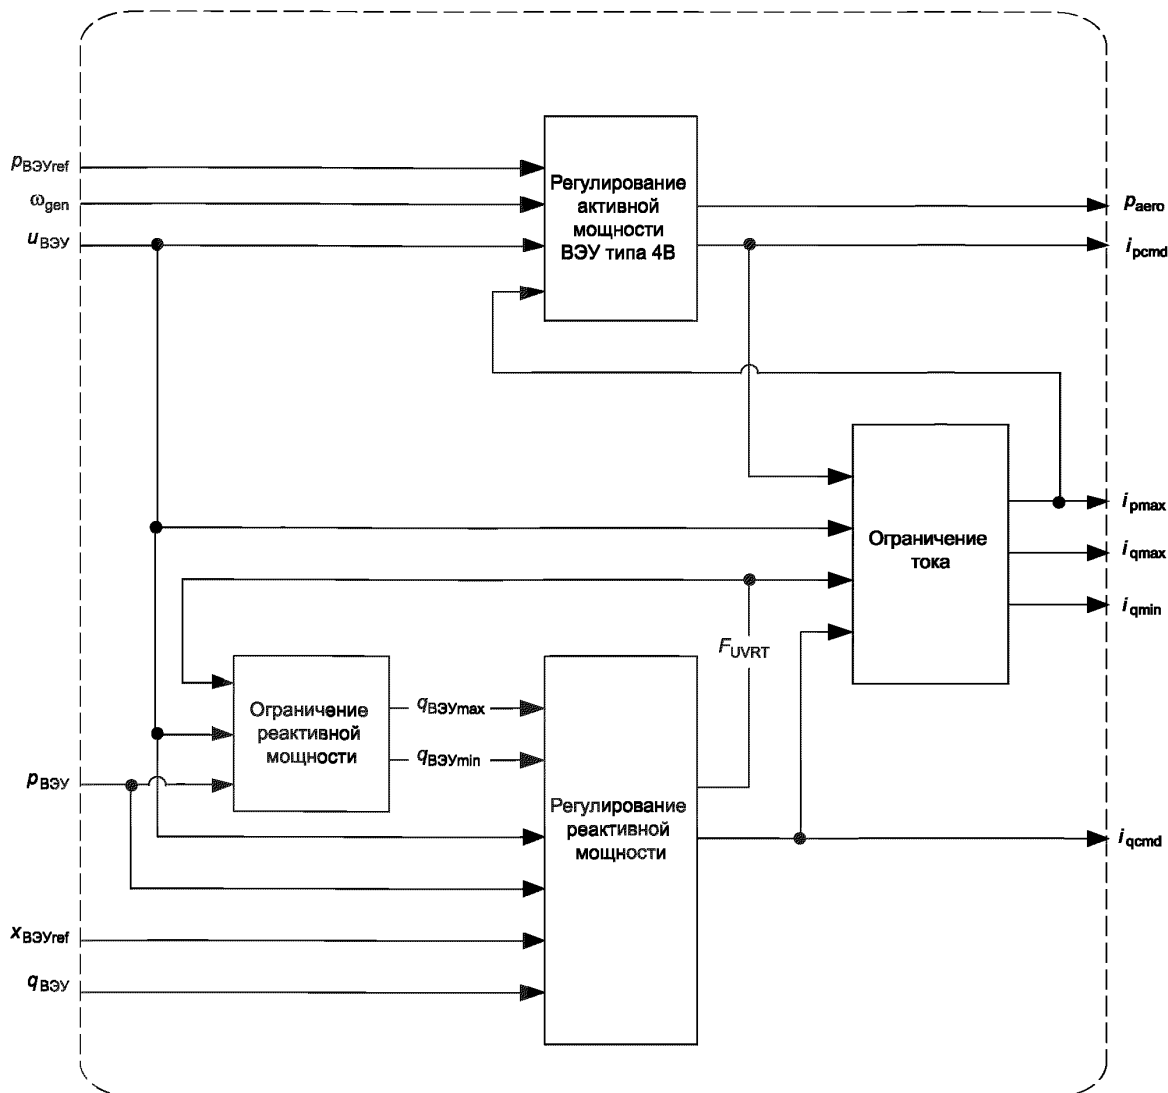 pВЭУref
ωgen
uВЭУ
Регулирование
активной
мощности
ВЭУ типа 4В
paero
ipcmd
Ограничение
тока
ipmax
iqmax
iqmin
FUVRT
Ограничение
реактивной
мощности
qВЭУmax
qВЭУmin
pВЭУ
Регулирование
реактивной
мощности
iqcmd
xВЭУref
qВЭУ